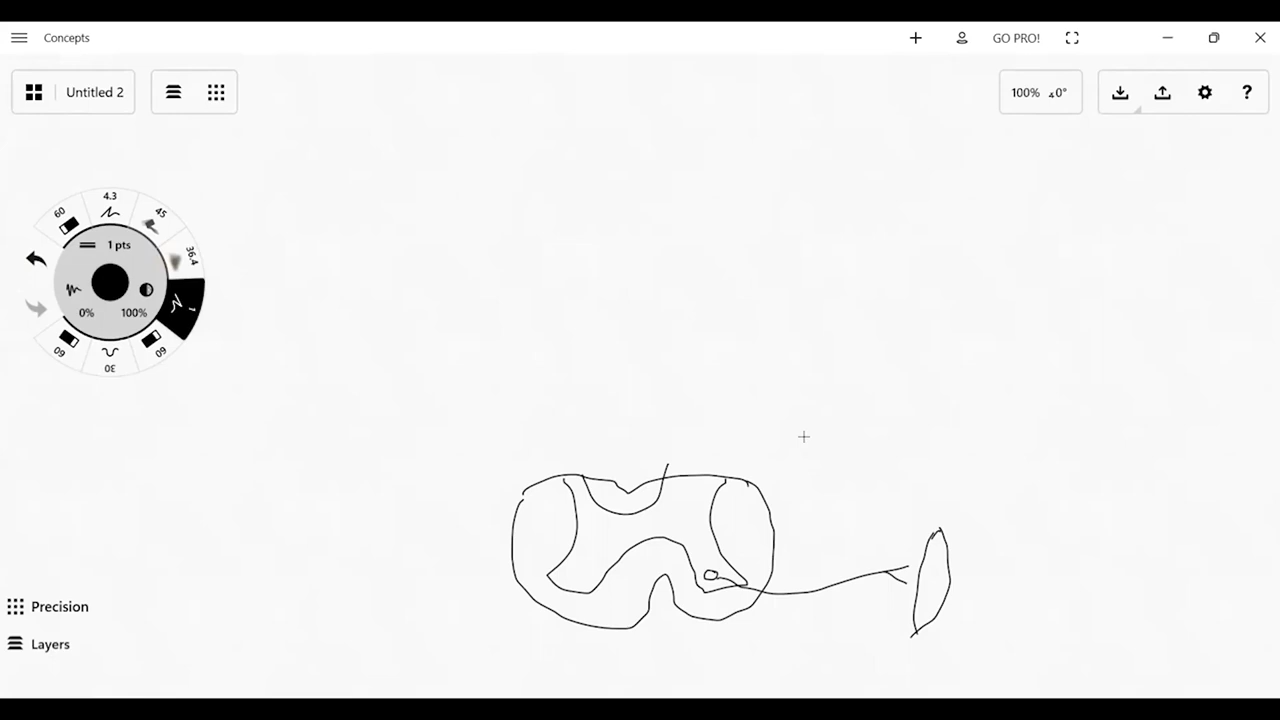 Concepts GO PRO!
Untitled 2 100% ∡0°
4.3
60 45
1 pts 36.4
0% 100% 1
60 30 60
Precision
Layers